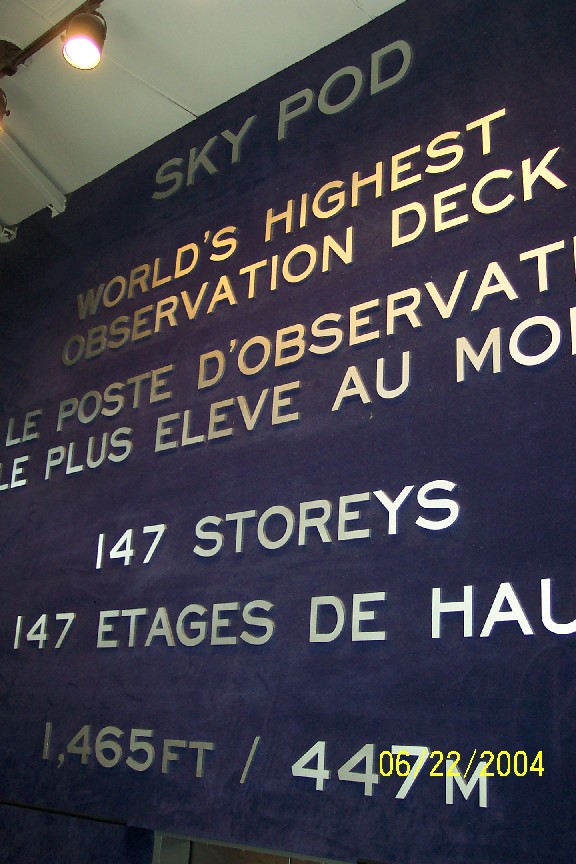 SKY POD
WORLD'S HIGHEST
OBSERVATION DECK
LE POSTE D'OBSERVAT
LE PLUS ELEVE AU MO
147 STOREYS
147 ETAGES DE HAU
1,465FT / 447M
06/22/2004